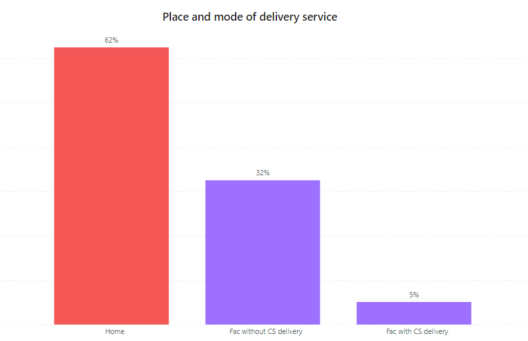 Place and mode of delivery service
62%
32%
5%
Home
Fac without CS delivery
Fac with CS delivery